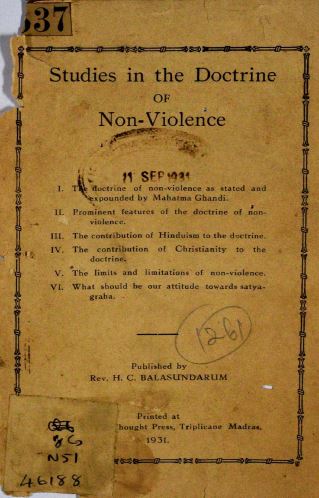 537
Studies in the Doctrine
OF
Non-Violence
11 SEP 1931
I. The doctrine of non-violence as stated and
expounded by Mahatma Ghandi.
II. Prominent features of the doctrine of non-
violence.
III. The contribution of Hinduism to the doctrine.
IV. The contribution of Christianity to the
doctrine.
V. The limits and limitations of non-violence.
VI. What should be our attitude towards satya-
graha.
1261
Published by
Rev. H. C. BALASUNDARUM
Printed at
hought Press, Triplicane Madras,
1931.
N51
46188